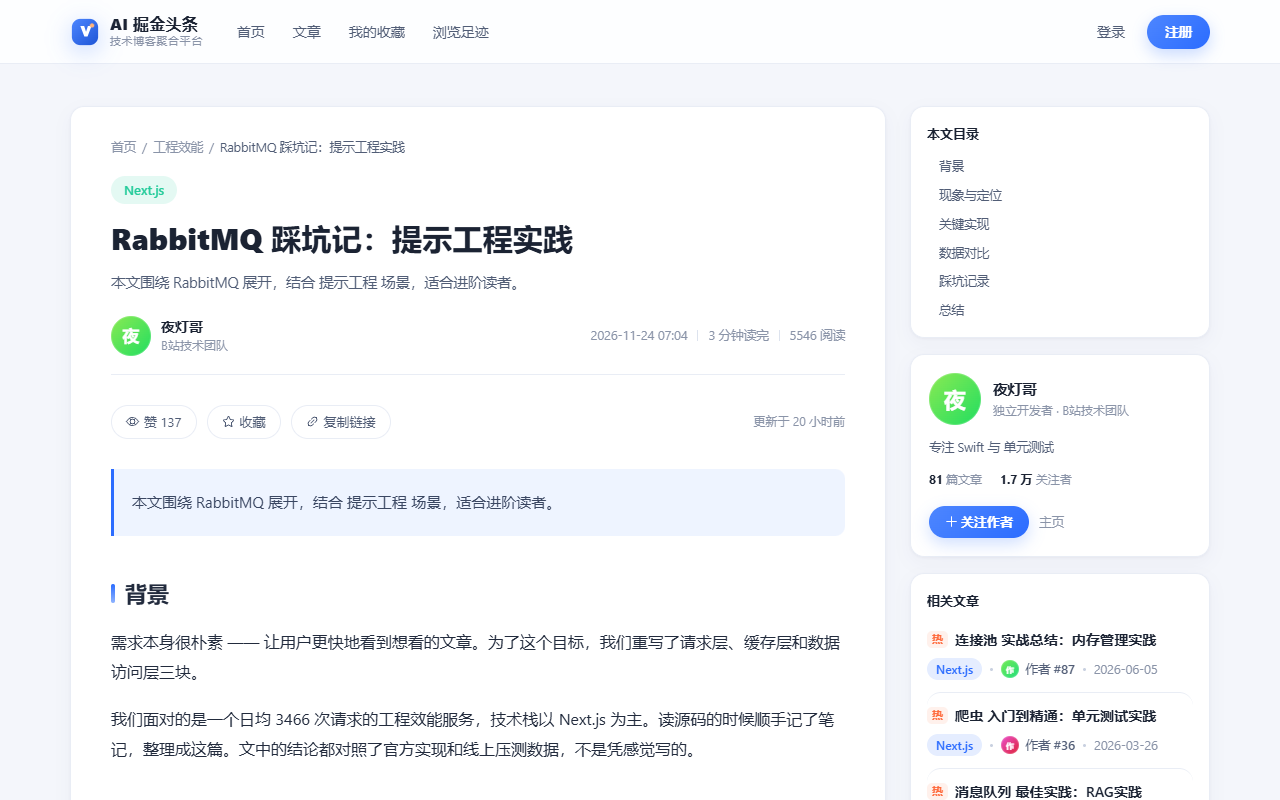 AI 掘金头条
技术博客聚合平台
首页
文章
我的收藏
浏览足迹
登录
注册
首页 / 工程效能 / RabbitMQ 踩坑记：提示工程实践
Next.js
RabbitMQ 踩坑记：提示工程实践
本文围绕 RabbitMQ 展开，结合 提示工程 场景，适合进阶读者。
夜
夜灯哥
B站技术团队
2026-11-24 07:04
3 分钟读完
5546 阅读
赞 137
收藏
复制链接
更新于 20 小时前
本文围绕 RabbitMQ 展开，结合 提示工程 场景，适合进阶读者。
背景
需求本身很朴素 —— 让用户更快地看到想看的文章。为了这个目标，我们重写了请求层、缓存层和数据
访问层三块。
我们面对的是一个日均 3466 次请求的工程效能服务，技术栈以 Next.js 为主。读源码的时候顺手记了笔
记，整理成这篇。文中的结论都对照了官方实现和线上压测数据，不是凭感觉写的。
本文目录
背景
现象与定位
关键实现
数据对比
踩坑记录
总结
夜
夜灯哥
独立开发者 · B站技术团队
专注 Swift 与 单元测试
81 篇文章
1.7 万 关注者
关注作者
主页
相关文章
热 连接池 实战总结：内存管理实践
Next.js • 作 作者 #87 • 2026-06-05
热 爬虫 入门到精通：单元测试实践
Next.js • 作 作者 #36 • 2026-03-26
热 消息队列 最佳实践：RAG实践